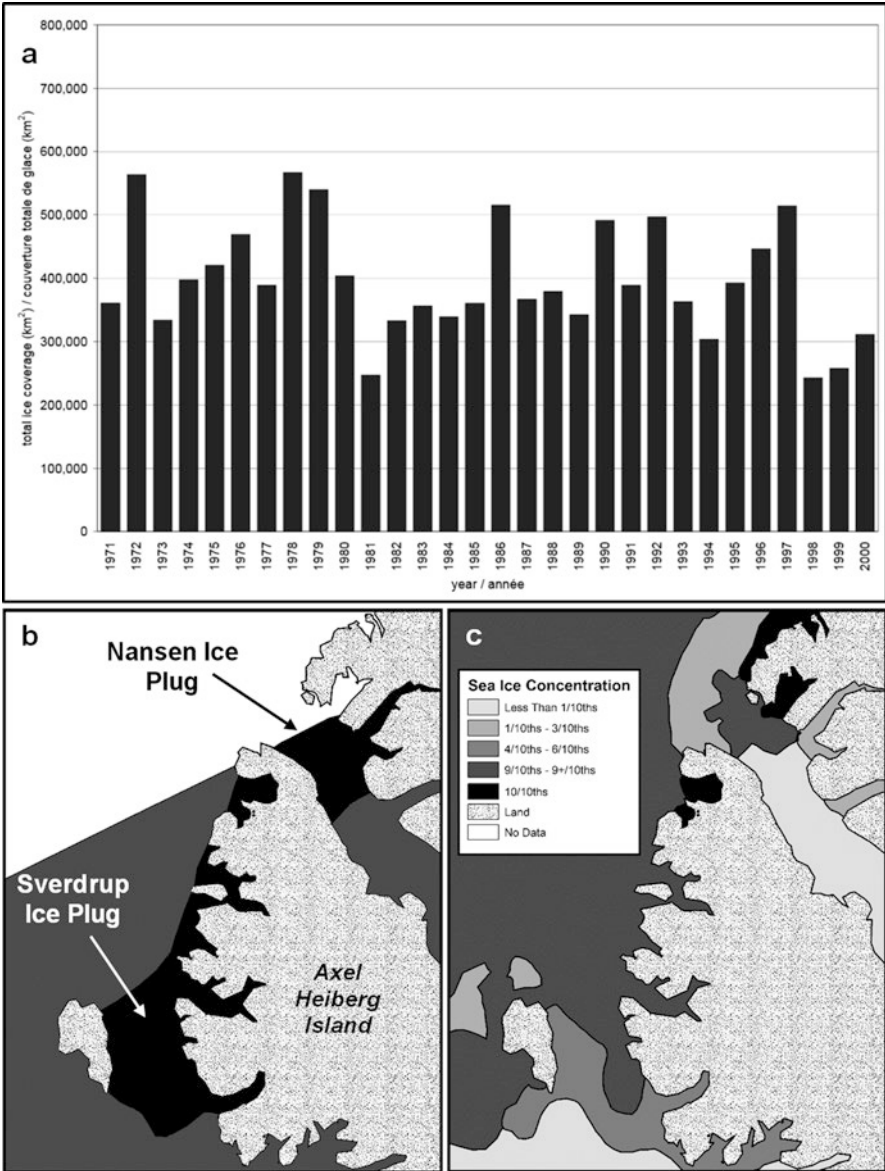 a
total ice coverage (km²) / couverture totale de glace (km²)
800,000
700,000
600,000
500,000
400,000
300,000
200,000
100,000
0
1971
1972
1973
1974
1975
1976
1977
1978
1979
1980
1981
1982
1983
1984
1985
1986
1987
1988
1989
1990
1991
1992
1993
1994
1995
1996
1997
1998
1999
2000
year / année
b
Nansen Ice
Plug
Sverdrup
Ice Plug
Axel
Heiberg
Island
c
Sea Ice Concentration
Less Than 1/10ths
1/10ths - 3/10ths
4/10ths - 6/10ths
9/10ths - 9+/10ths
10/10ths
Land
No Data